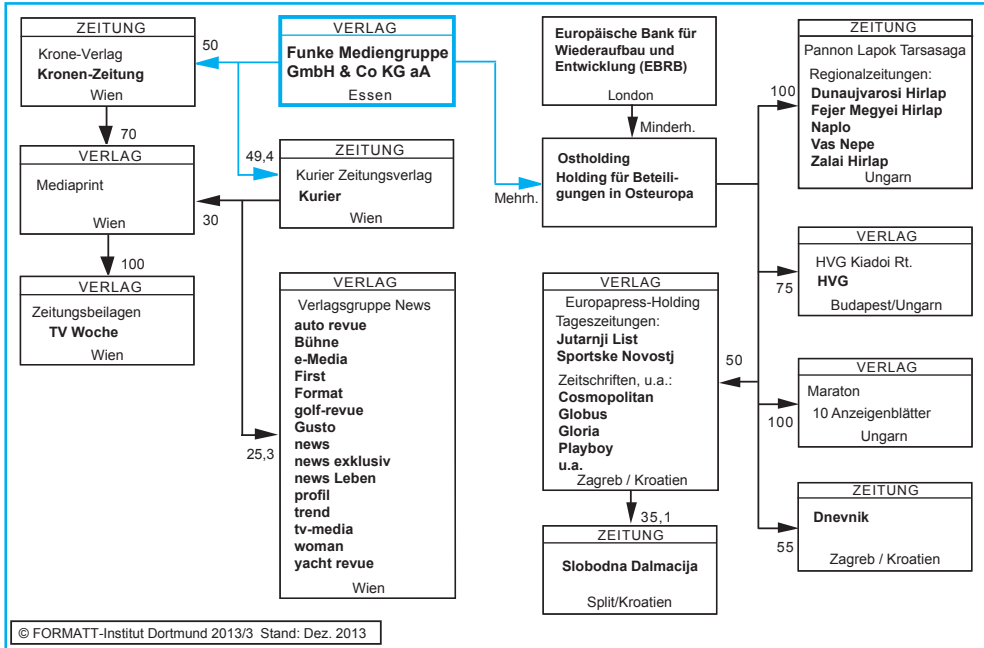 ZEITUNG
Krone-Verlag
Kronen-Zeitung
Wien
50
VERLAG
Funke Mediengruppe
GmbH & Co KG aA
Essen
Europäische Bank für
Wiederaufbau und
Entwicklung (EBRB)
London
ZEITUNG
Pannon Lapok Tarsasaga
Regionalzeitungen:
Dunaujvarosi Hirlap
Fejer Megyei Hirlap
Naplo
Vas Nepe
Zalai Hirlap
Ungarn
100
70
Minderh.
VERLAG
Mediaprint
Wien
49,4
ZEITUNG
Kurier Zeitungsverlag
Kurier
Wien
30
Mehrh.
Ostholding
Holding für Beteili-
gungen in Osteuropa
100
VERLAG
Zeitungsbeilagen
TV Woche
Wien
VERLAG
Verlagsgruppe News
auto revue
Bühne
e-Media
First
Format
golf-revue
Gusto
news
news exklusiv
news Leben
profil
trend
tv-media
woman
yacht revue
Wien
25,3
VERLAG
Europapress-Holding
Tageszeitungen:
Jutarnji List
Sportske Novostj
Zeitschriften, u.a.:
Cosmopolitan
Globus
Gloria
Playboy
u.a.
Zagreb / Kroatien
50
VERLAG
HVG Kiadoi Rt.
HVG
Budapest/Ungarn
75
VERLAG
Maraton
10 Anzeigenblätter
Ungarn
100
35,1
ZEITUNG
Slobodna Dalmacija
Split/Kroatien
ZEITUNG
Dnevnik
Zagreb / Kroatien
55
© FORMATT-Institut Dortmund 2013/3 Stand: Dez. 2013